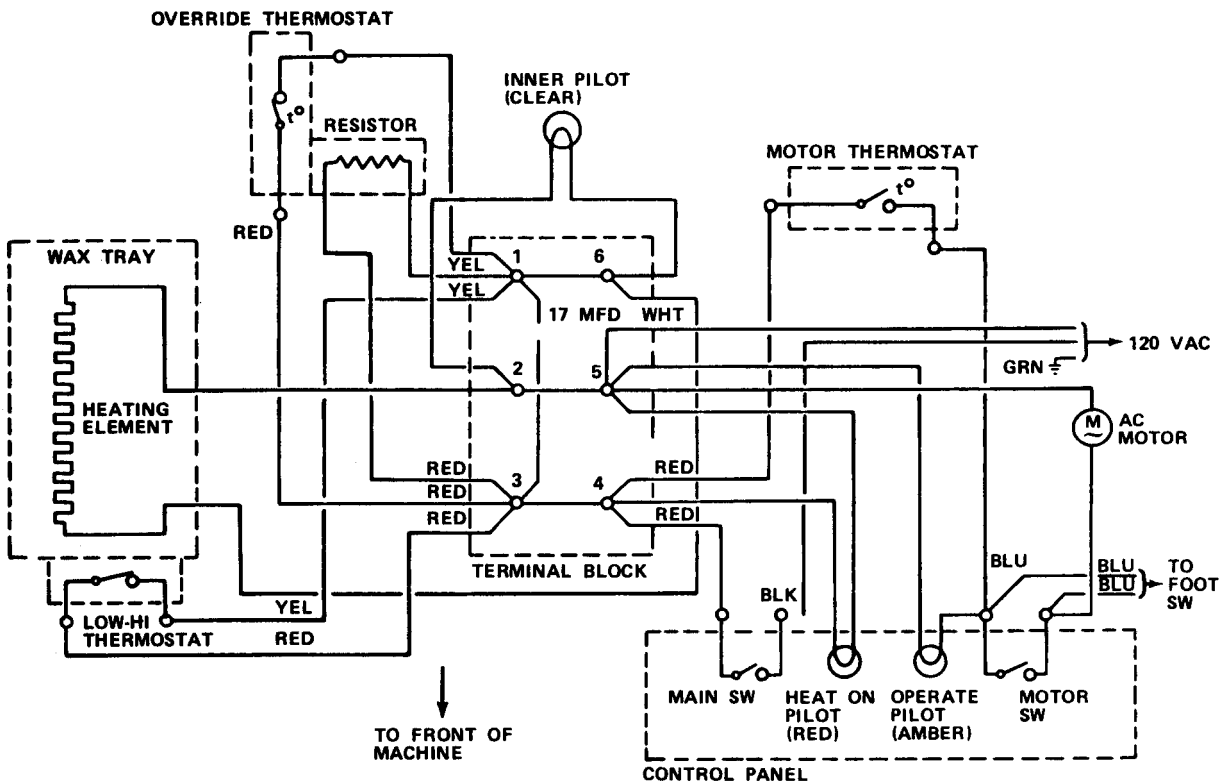 OVERRIDE THERMOSTAT
t°
RESISTOR
INNER PILOT
(CLEAR)
MOTOR THERMOSTAT
t°
RED
WAX TRAY
HEATING
ELEMENT
YEL
YEL
1
6
17 MFD
WHT
2
5
120 VAC
GRN
M
AC
MOTOR
RED
RED
RED
3
4
RED
RED
TERMINAL BLOCK
LOW-HI
THERMOSTAT
YEL
RED
BLK
BLU
BLU
BLU
TO
FOOT
SW
MAIN SW
HEAT ON
PILOT
(RED)
OPERATE
PILOT
(AMBER)
MOTOR
SW
TO FRONT OF
MACHINE
CONTROL PANEL